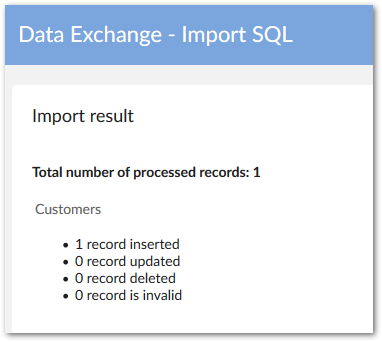 Data Exchange - Import SQL
Import result
Total number of processed records: 1
Customers
• 1 record inserted
• 0 record updated
• 0 record deleted
• 0 record is invalid